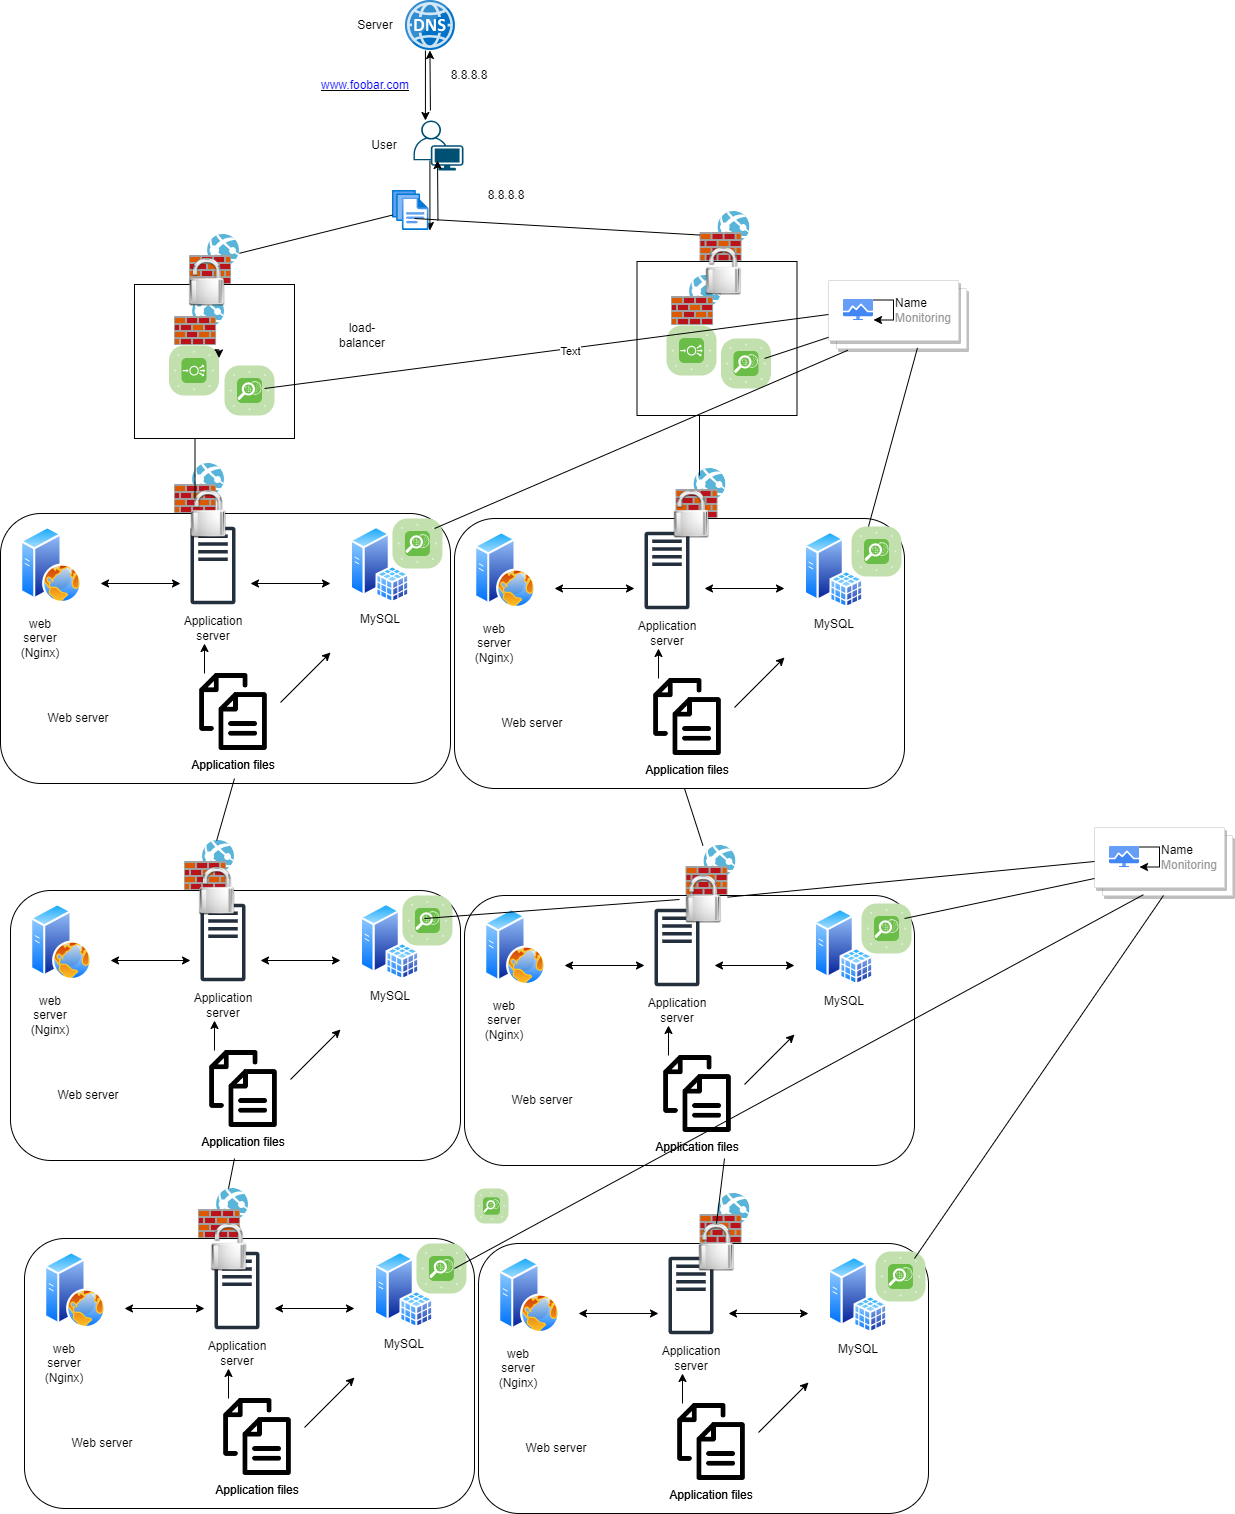 Server
DNS
www.foobar.com
8.8.8.8
User
8.8.8.8
load-
balancer
Text
Name
Monitoring
web
server
(Nginx)
Application
server
MySQL
Web server
Application files
web
server
(Nginx)
Application
server
MySQL
Web server
Application files
Name
Monitoring
web
server
(Nginx)
Application
server
MySQL
Web server
Application files
web
server
(Nginx)
Application
server
MySQL
Web server
Application files
web
server
(Nginx)
Application
server
MySQL
Web server
Application files
web
server
(Nginx)
Application
server
MySQL
Web server
Application files